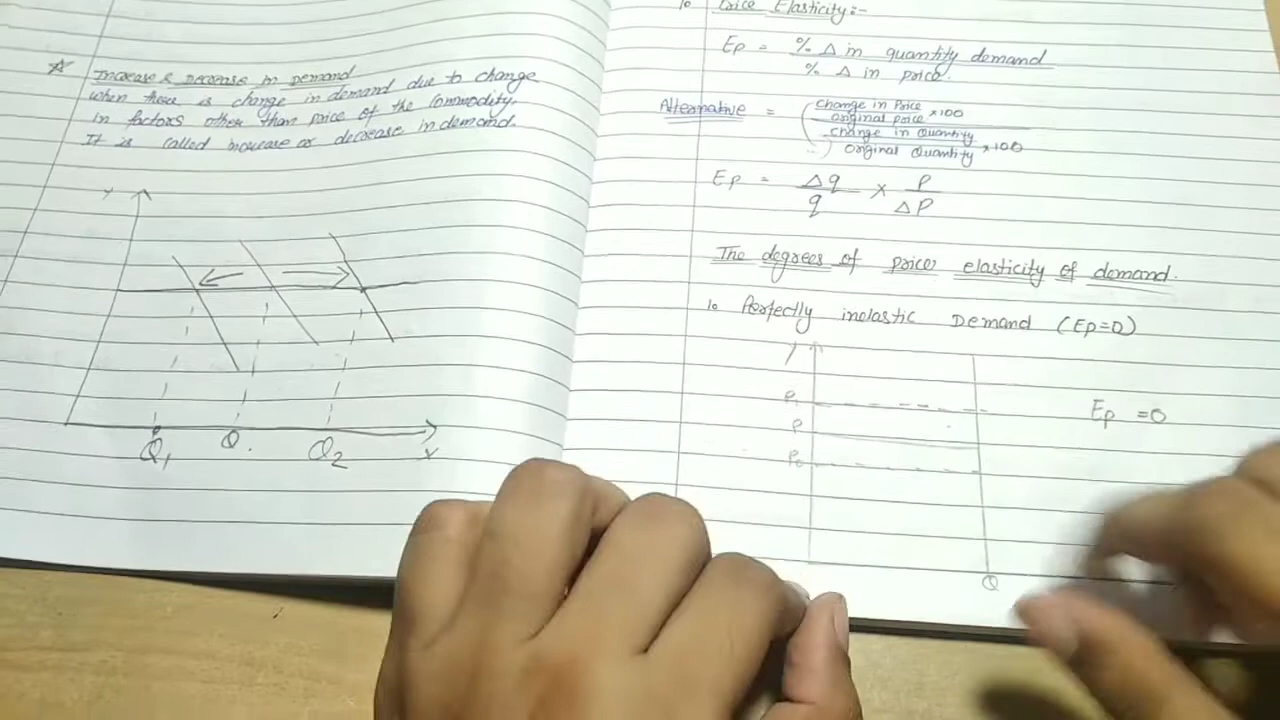 ☆ Increase & Decrease in Demand
when there is change in demand due to change
in factors other than price of the commodity.
It is called increase or decrease in demand.
Y
Q1 Q. Q2 X
1. Price Elasticity:-
Ep = % Δ in quantity demand
% Δ in price.
Alternative = (change in Price
original price ×100
change in Quantity
original Quantity ×100
Ep = Δq/q × P/ΔP
The degrees of price elasticity of demand.
1. Perfectly inelastic Demand (Ep=0)
Y
P1
P
P2
Ep =0
Q